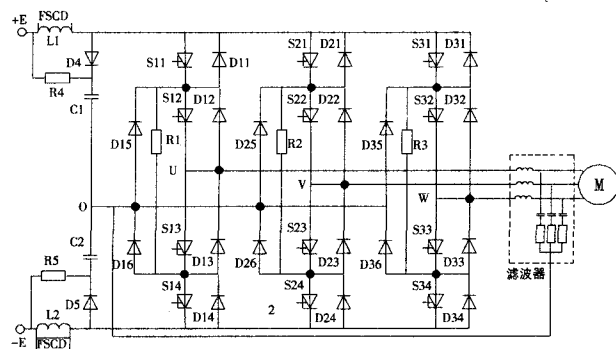 +E
FSCD
L1
D4
R4
C1
S11
D11
S21
D21
S31
D31
S12
D12
S22
D22
S32
D32
D15
R1
D25
R2
D35
R3
U
V
W
O
M
C2
R5
D5
L2
FSCD
-E
D16
S13
D13
D26
S23
D23
D36
S33
D33
S14
D14
2
S24
D24
S34
D34
滤波器